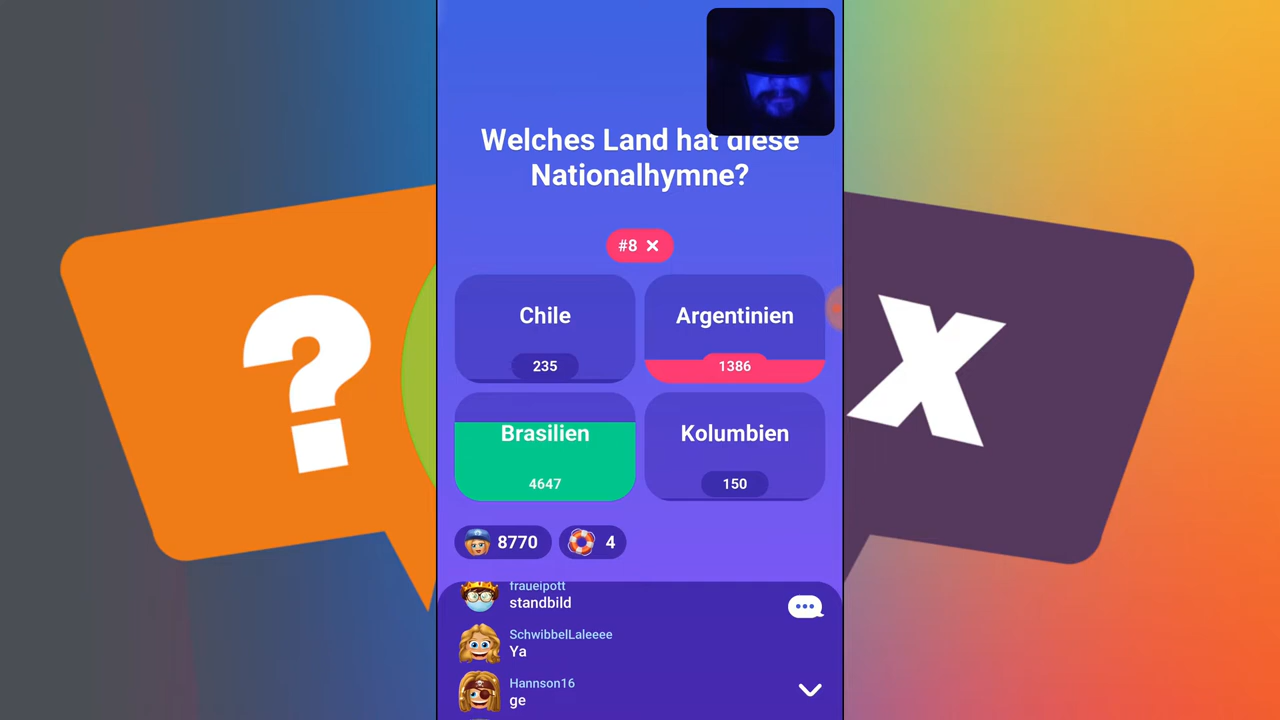 Welches Land hat diese
Nationalhymne?
#8 ×
Chile
235
Argentinien
1386
Brasilien
4647
Kolumbien
150
8770
4
fraueipott
standbild
SchwibbelLaleeee
Ya
Hannson16
ge
?
X